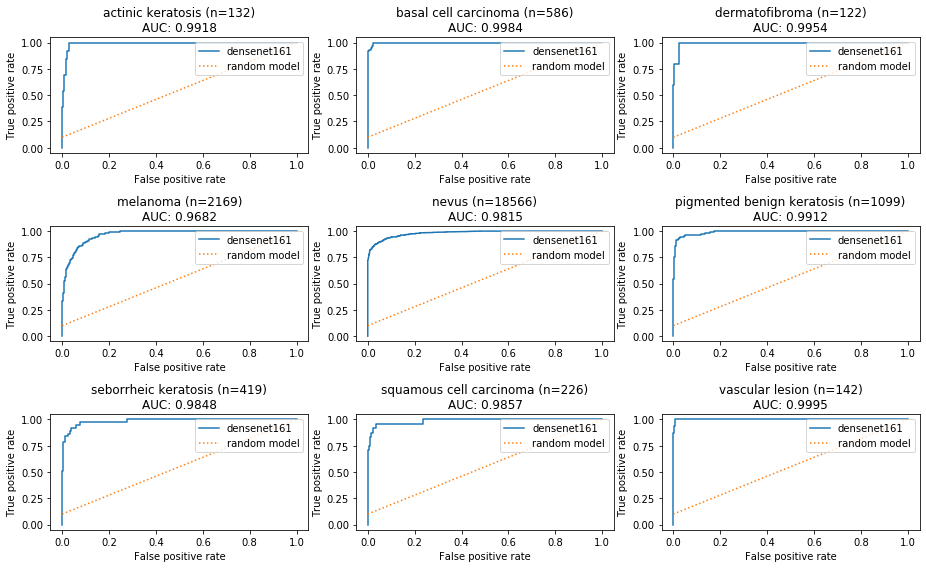 actinic keratosis (n=132)
AUC: 0.9918
1.00
0.75
0.50
0.25
0.00
True positive rate
densenet161
random model
0.0 0.2 0.4 0.6 0.8 1.0
False positive rate
basal cell carcinoma (n=586)
AUC: 0.9984
1.00
0.75
0.50
0.25
0.00
True positive rate
densenet161
random model
0.0 0.2 0.4 0.6 0.8 1.0
False positive rate
dermatofibroma (n=122)
AUC: 0.9954
1.00
0.75
0.50
0.25
0.00
True positive rate
densenet161
random model
0.0 0.2 0.4 0.6 0.8 1.0
False positive rate
melanoma (n=2169)
AUC: 0.9682
1.00
0.75
0.50
0.25
0.00
True positive rate
densenet161
random model
0.0 0.2 0.4 0.6 0.8 1.0
False positive rate
nevus (n=18566)
AUC: 0.9815
1.00
0.75
0.50
0.25
0.00
True positive rate
densenet161
random model
0.0 0.2 0.4 0.6 0.8 1.0
False positive rate
pigmented benign keratosis (n=1099)
AUC: 0.9912
1.00
0.75
0.50
0.25
0.00
True positive rate
densenet161
random model
0.0 0.2 0.4 0.6 0.8 1.0
False positive rate
seborrheic keratosis (n=419)
AUC: 0.9848
1.00
0.75
0.50
0.25
0.00
True positive rate
densenet161
random model
0.0 0.2 0.4 0.6 0.8 1.0
False positive rate
squamous cell carcinoma (n=226)
AUC: 0.9857
1.00
0.75
0.50
0.25
0.00
True positive rate
densenet161
random model
0.0 0.2 0.4 0.6 0.8 1.0
False positive rate
vascular lesion (n=142)
AUC: 0.9995
1.00
0.75
0.50
0.25
0.00
True positive rate
densenet161
random model
0.0 0.2 0.4 0.6 0.8 1.0
False positive rate